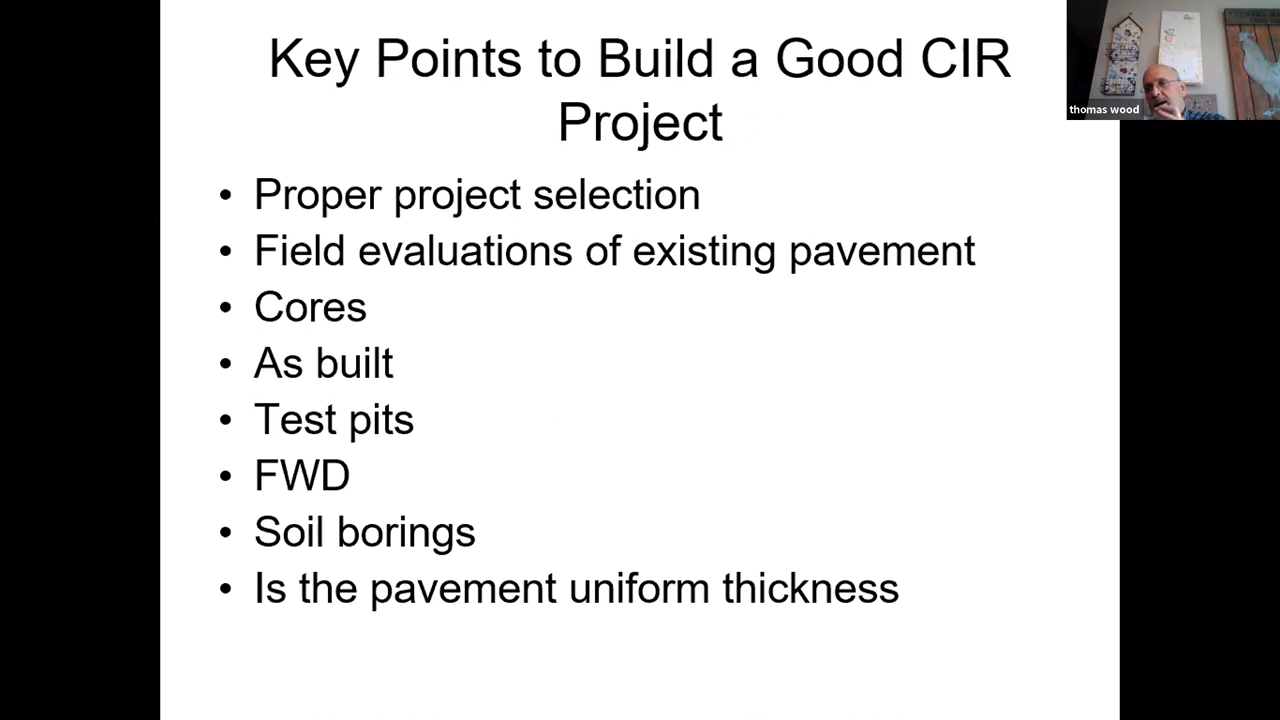 Key Points to Build a Good CIR
Project
• Proper project selection
• Field evaluations of existing pavement
• Cores
• As built
• Test pits
• FWD
• Soil borings
• Is the pavement uniform thickness
thomas wood